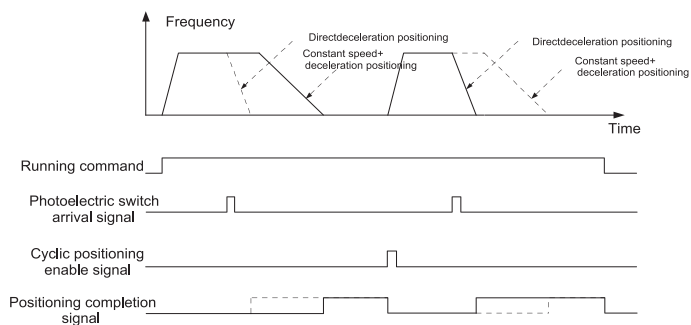 Frequency
Directdeceleration positioning
Constant speed+
deceleration positioning
Directdeceleration positioning
Constant speed+
deceleration positioning
Time
Running command
Photoelectric switch
arrival signal
Cyclic positioning
enable signal
Positioning completion
signal